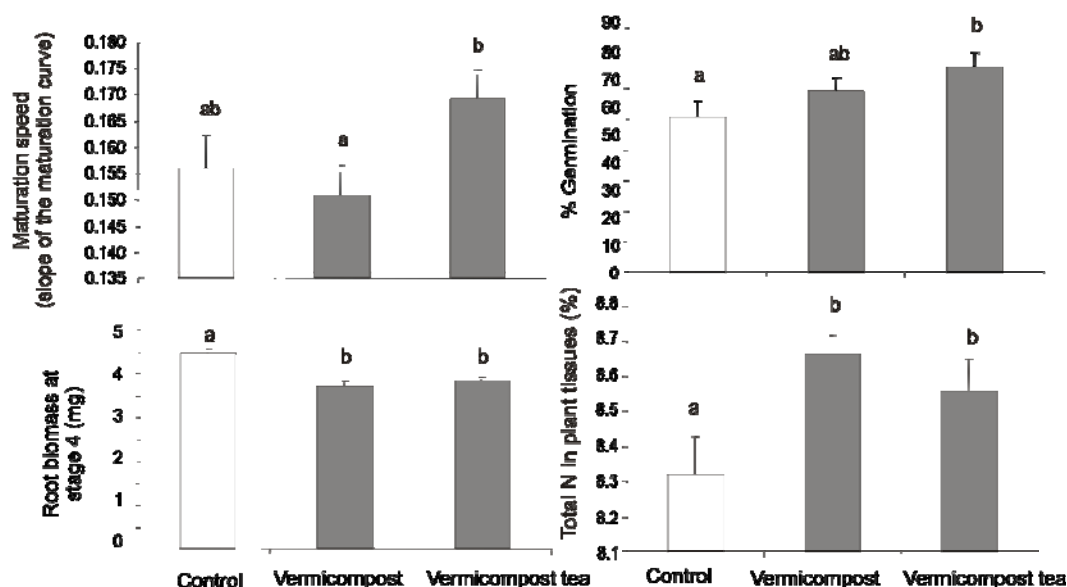 Maturation speed
(slope of the maturation curve)
0.180
0.175
0.170
0.165
0.160
0.155
0.150
0.145
0.140
0.135
ab
a
b
% Germination
90
80
70
60
50
40
30
20
10
0
a
ab
b
Root biomass at
stage 4 (mg)
5
4
3
2
1
0
a
b
b
Control
Vermicompost
Vermicompost tea
Total N in plant tissues (%)
8.8
8.7
8.6
8.5
8.4
8.3
8.2
8.1
a
b
b
Control
Vermicompost
Vermicompost tea